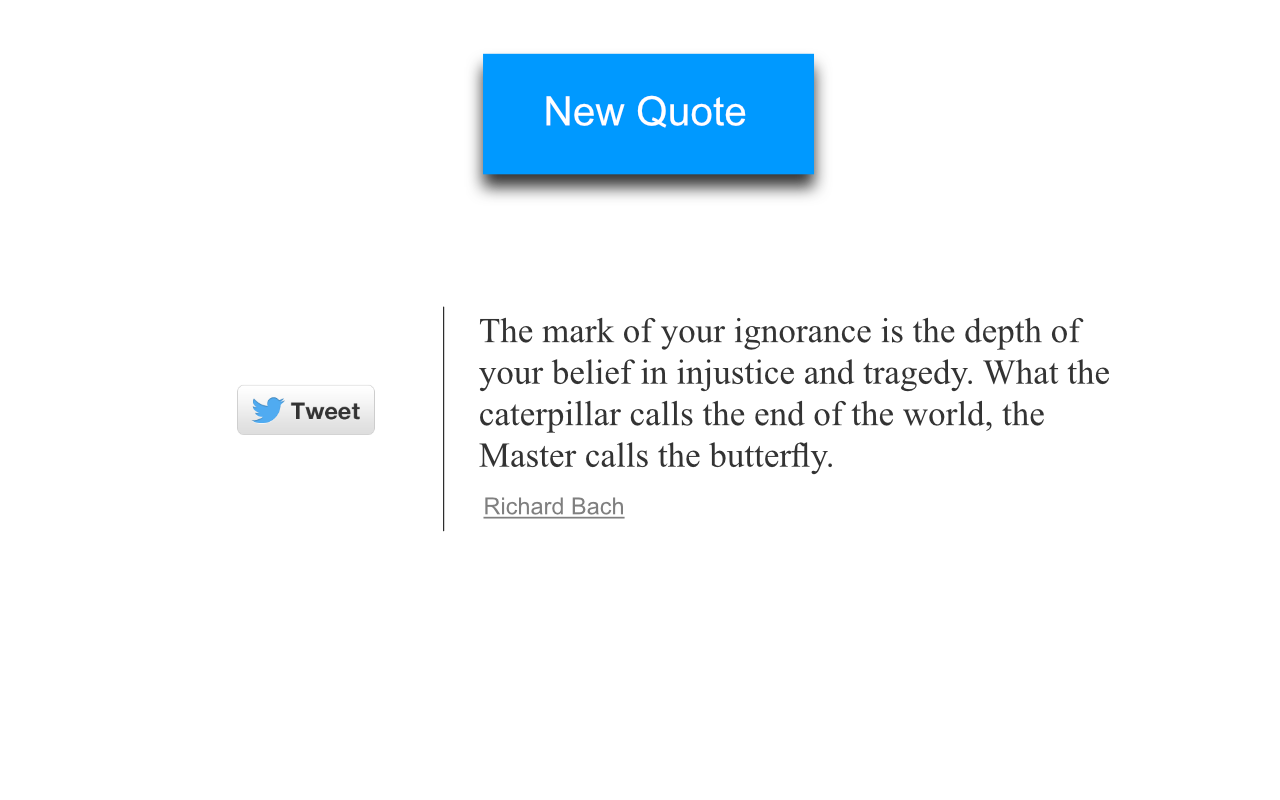 New Quote
Tweet
The mark of your ignorance is the depth of
your belief in injustice and tragedy. What the
caterpillar calls the end of the world, the
Master calls the butterfly.
Richard Bach